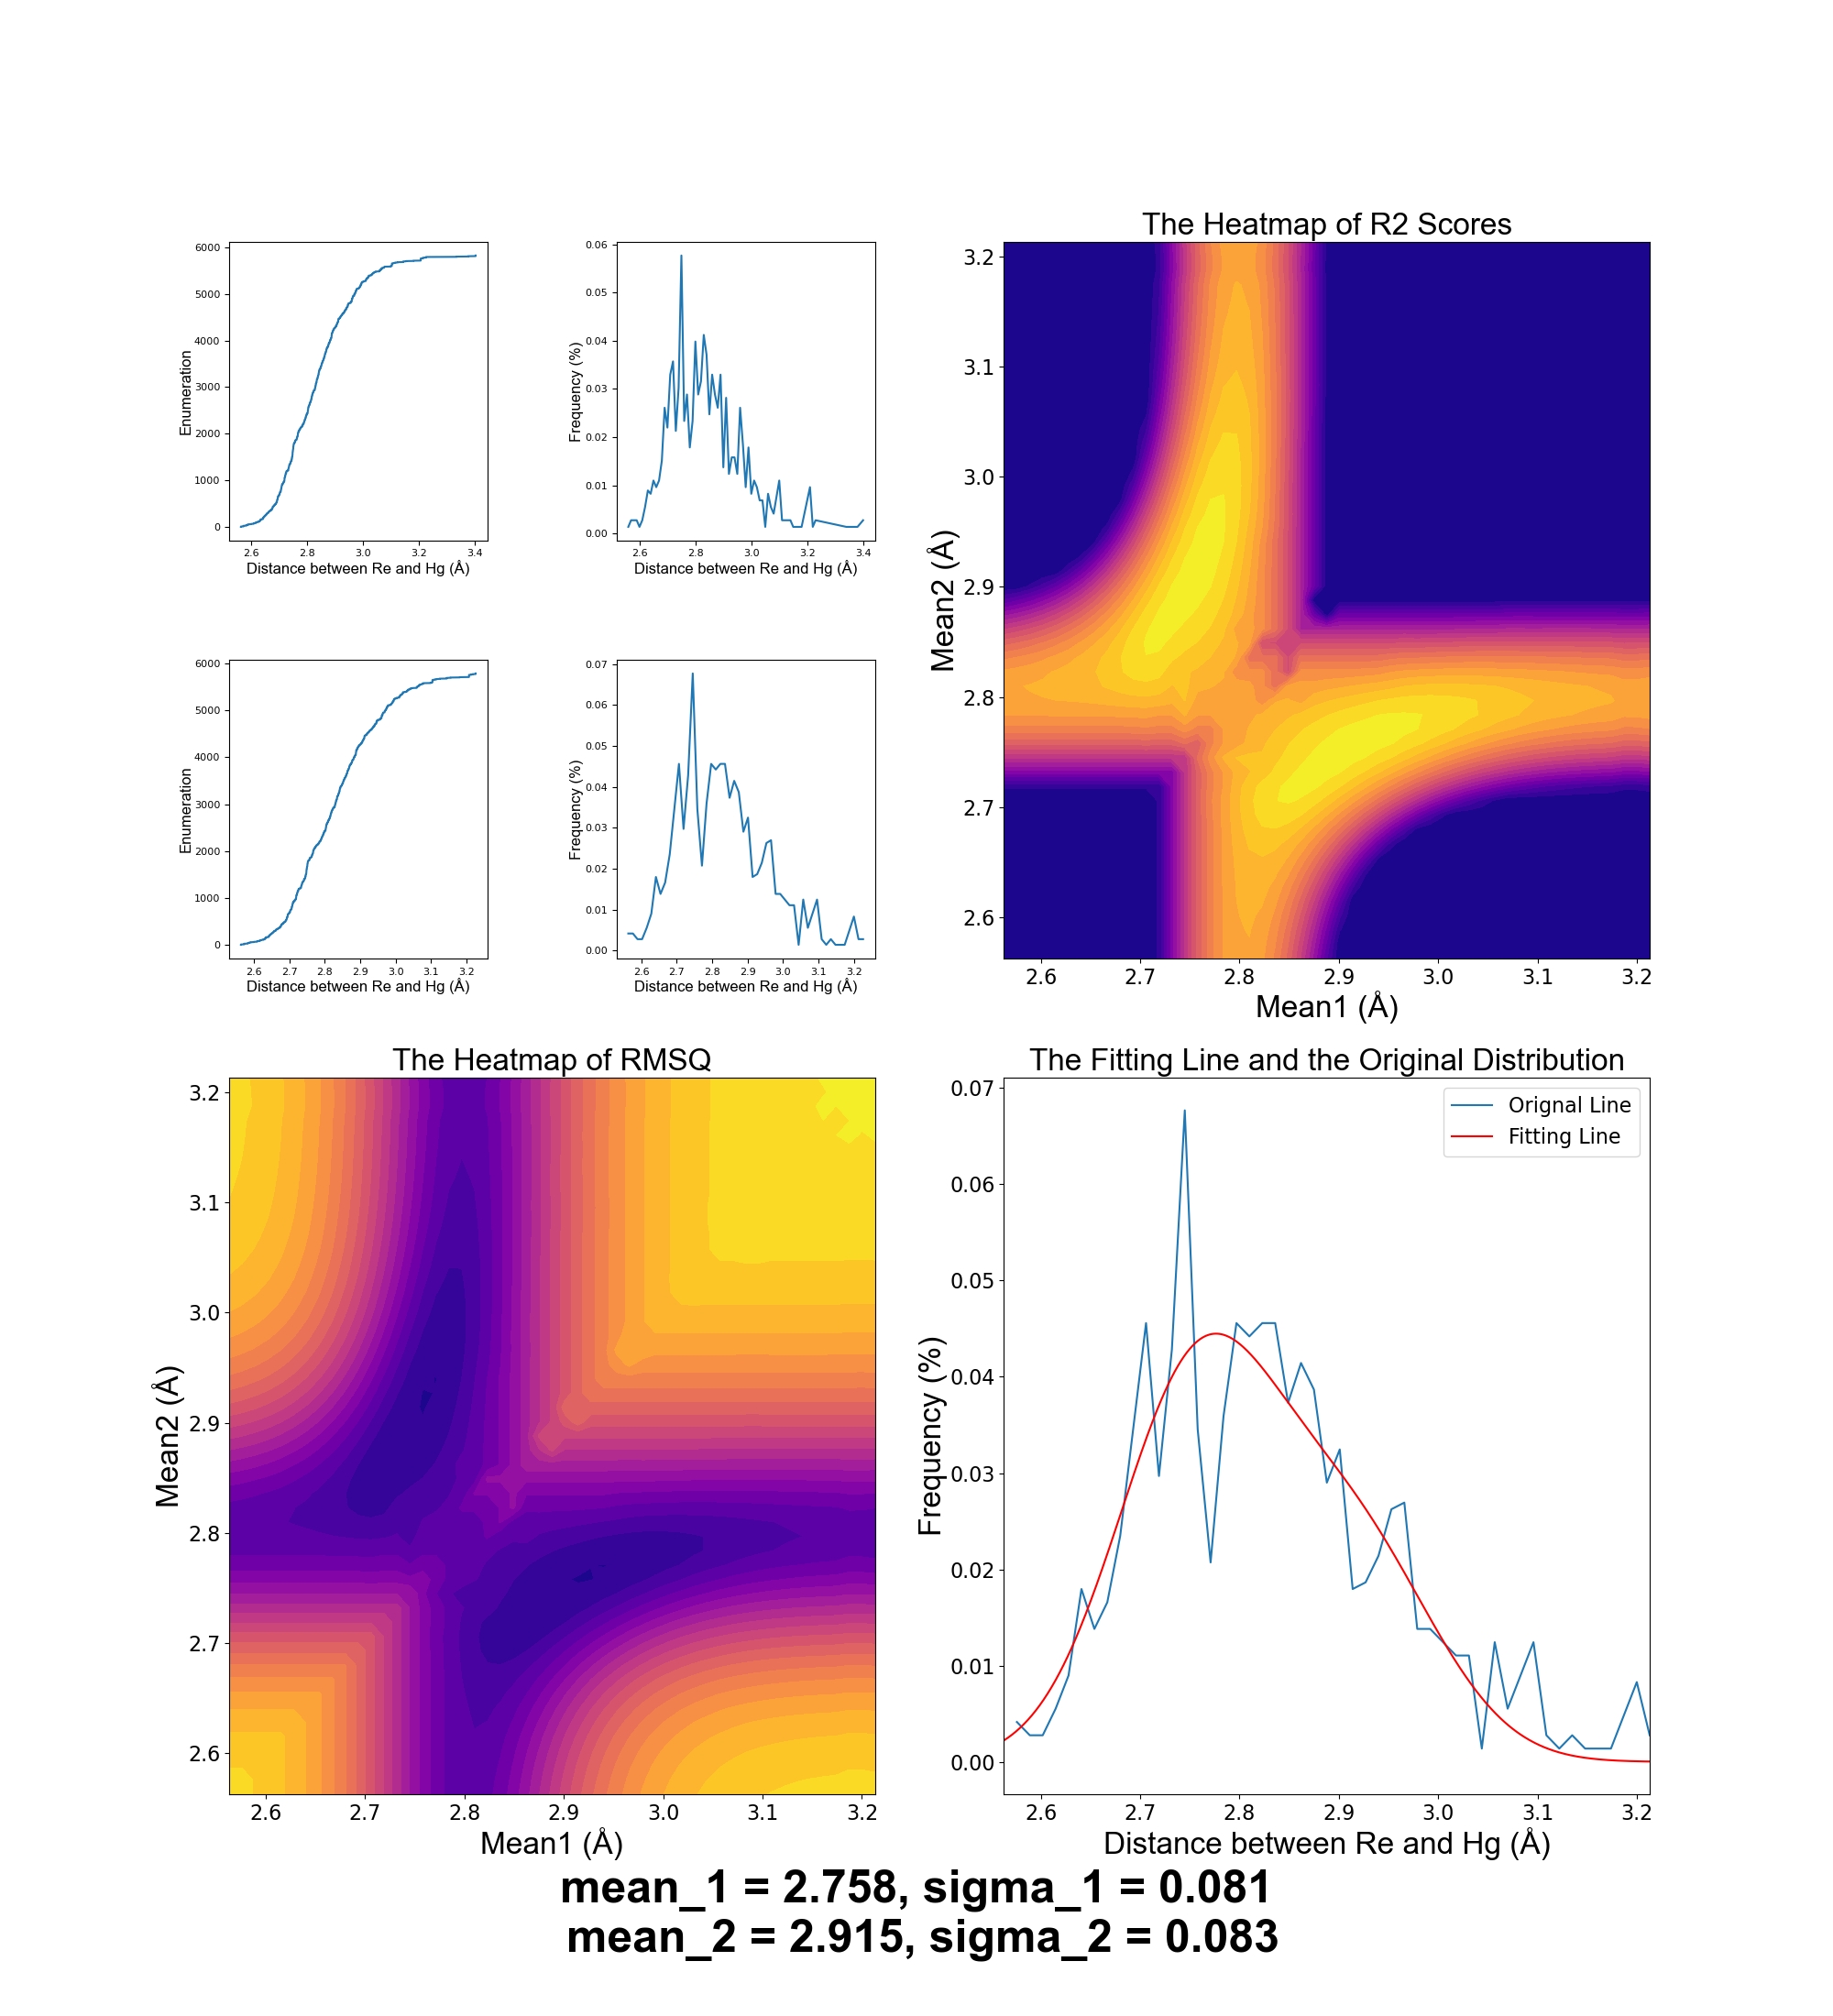 6000
5000
4000
3000
2000
1000
0
Enumeration
2.6 2.8 3.0 3.2 3.4
Distance between Re and Hg (Å)
0.06
0.05
0.04
0.03
0.02
0.01
0.00
Frequency (%)
2.6 2.8 3.0 3.2 3.4
Distance between Re and Hg (Å)
6000
5000
4000
3000
2000
1000
0
Enumeration
2.6 2.7 2.8 2.9 3.0 3.1 3.2
Distance between Re and Hg (Å)
0.07
0.06
0.05
0.04
0.03
0.02
0.01
0.00
Frequency (%)
2.6 2.7 2.8 2.9 3.0 3.1 3.2
Distance between Re and Hg (Å)
The Heatmap of R2 Scores
3.2
3.1
3.0
2.9
2.8
2.7
2.6
Mean2 (Å)
2.6 2.7 2.8 2.9 3.0 3.1 3.2
Mean1 (Å)
The Heatmap of RMSQ
3.2
3.1
3.0
2.9
2.8
2.7
2.6
Mean2 (Å)
2.6 2.7 2.8 2.9 3.0 3.1 3.2
Mean1 (Å)
The Fitting Line and the Original Distribution
Orignal Line
Fitting Line
0.07
0.06
0.05
0.04
0.03
0.02
0.01
0.00
Frequency (%)
2.6 2.7 2.8 2.9 3.0 3.1 3.2
Distance between Re and Hg (Å)
mean_1 = 2.758, sigma_1 = 0.081
mean_2 = 2.915, sigma_2 = 0.083